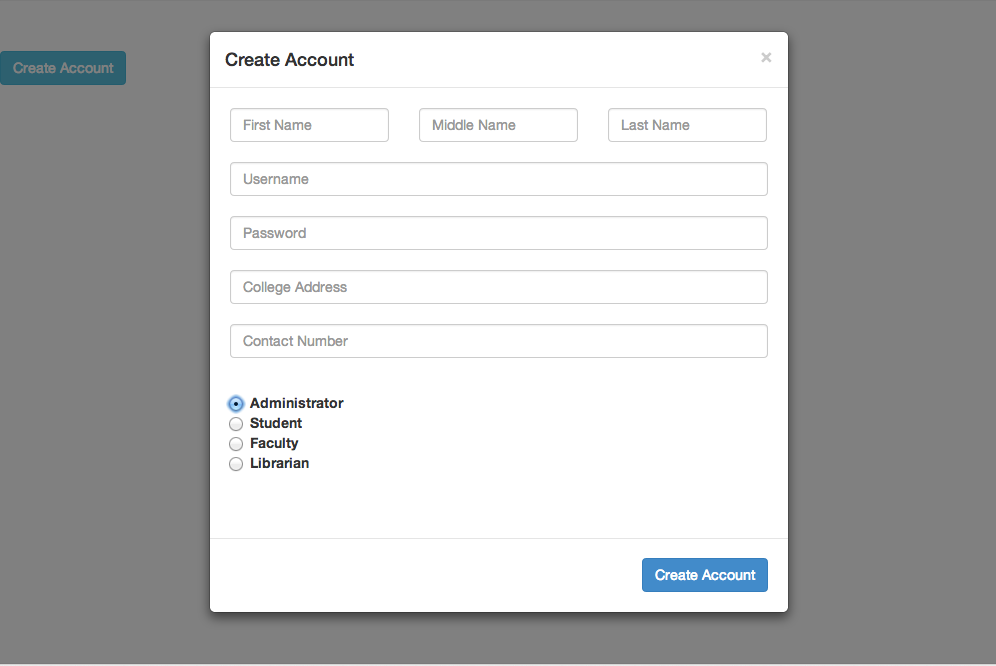 Create Account
Create Account
×
First Name
Middle Name
Last Name
Username
Password
College Address
Contact Number
Administrator
Student
Faculty
Librarian
Create Account